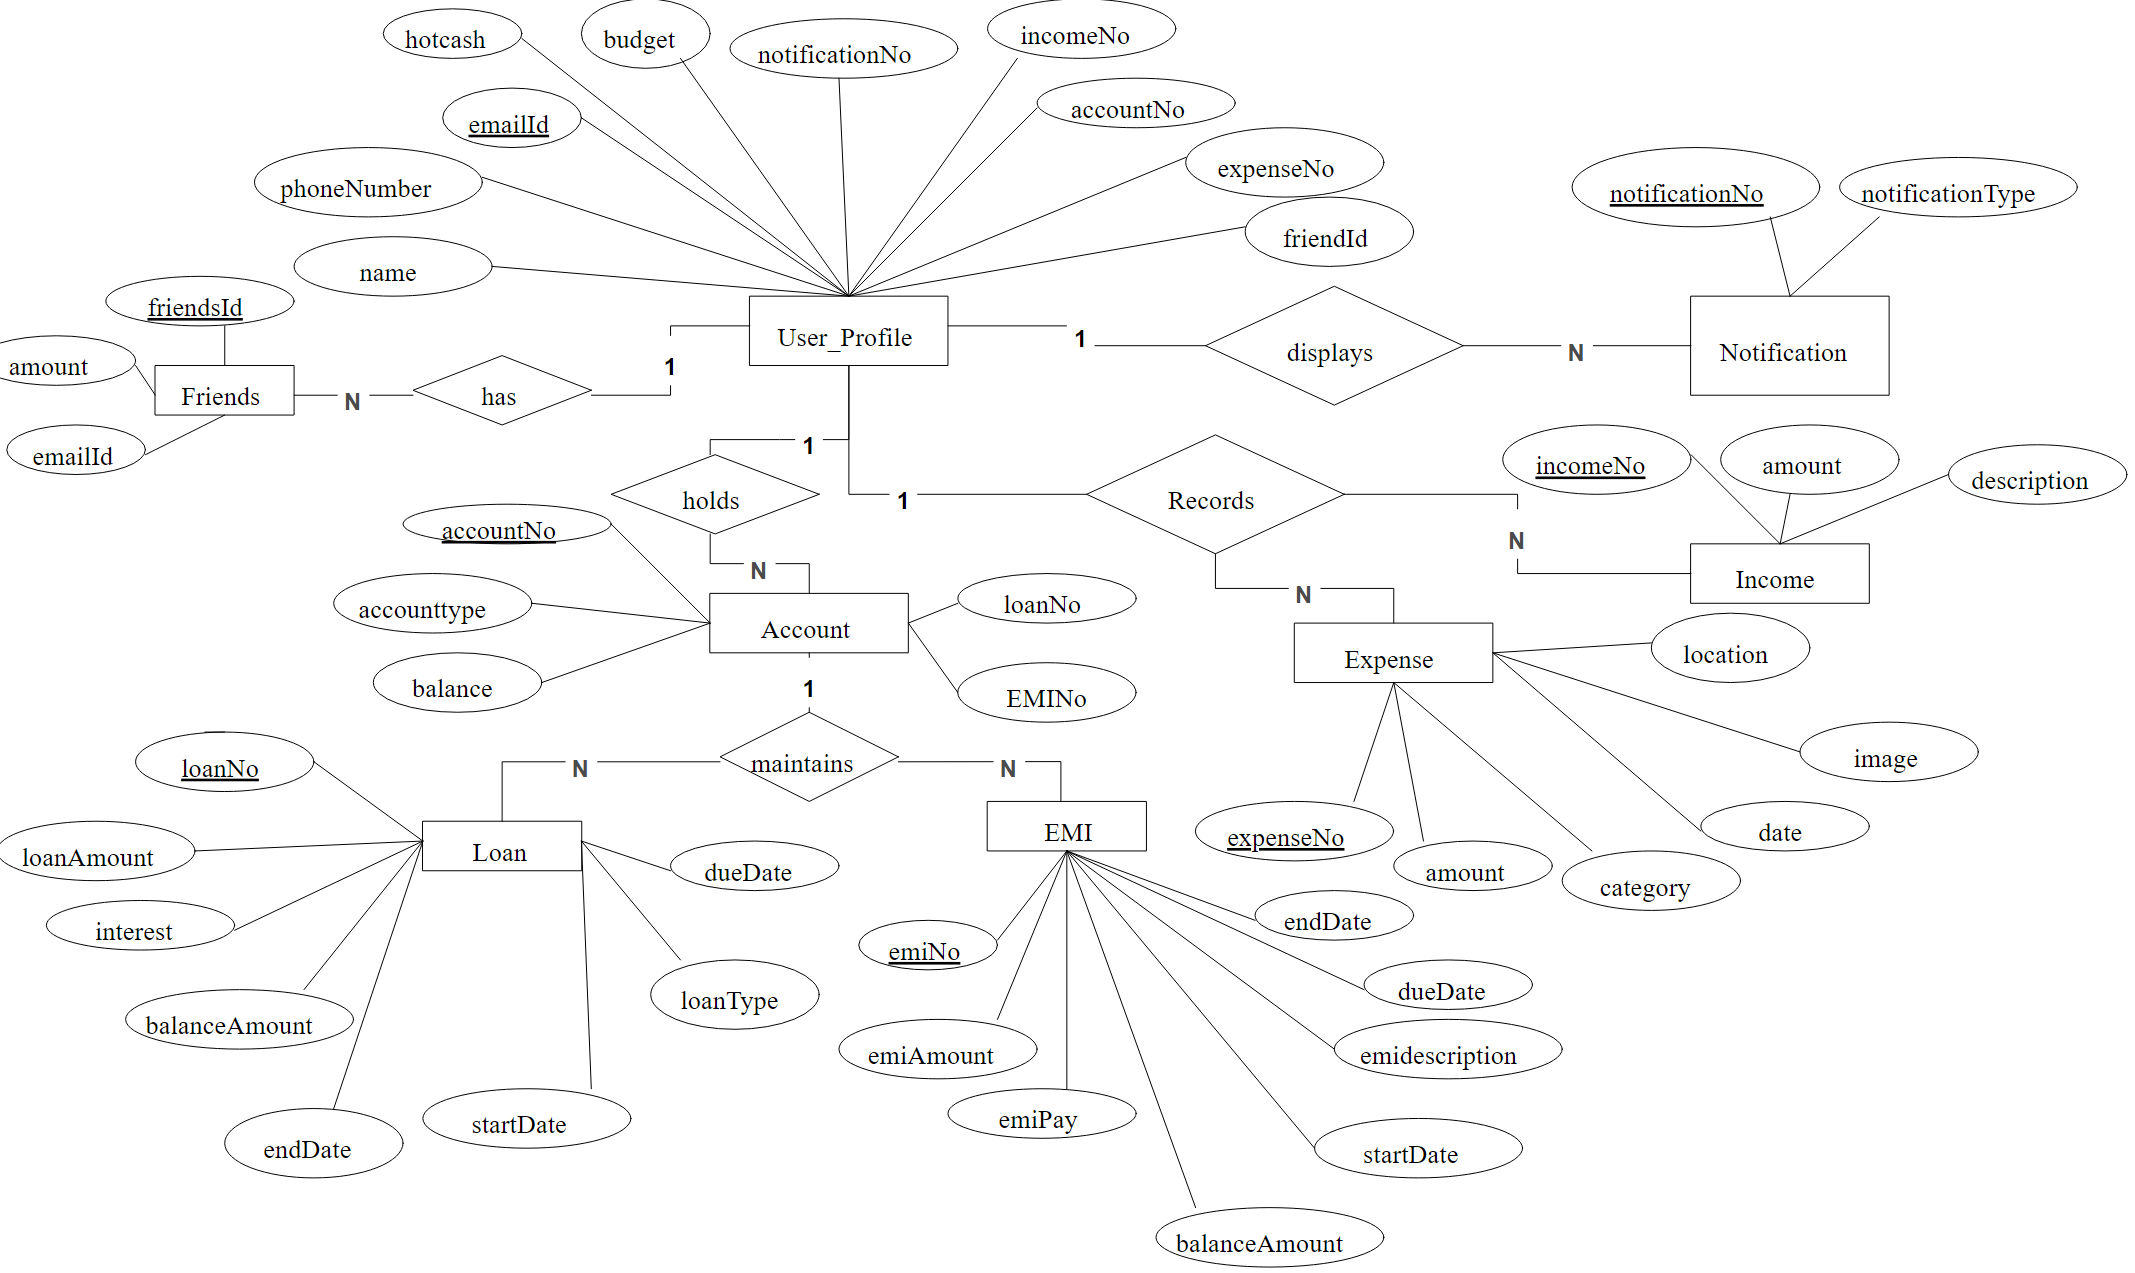 hotcash
budget
notificationNo
incomeNo
emailId
accountNo
phoneNumber
expenseNo
notificationNo
notificationType
name
friendId
friendsId
User_Profile
1
displays
N
Notification
amount
1
Friends
N
has
emailId
1
holds
1
Records
incomeNo
amount
description
accountNo
N
N
accounttype
Account
loanNo
N
Income
balance
1
EMINo
Expense
location
loanNo
N
maintains
N
image
loanAmount
Loan
dueDate
EMI
expenseNo
amount
category
date
interest
emiNo
endDate
balanceAmount
loanType
emiAmount
dueDate
emidescription
endDate
startDate
emiPay
startDate
balanceAmount